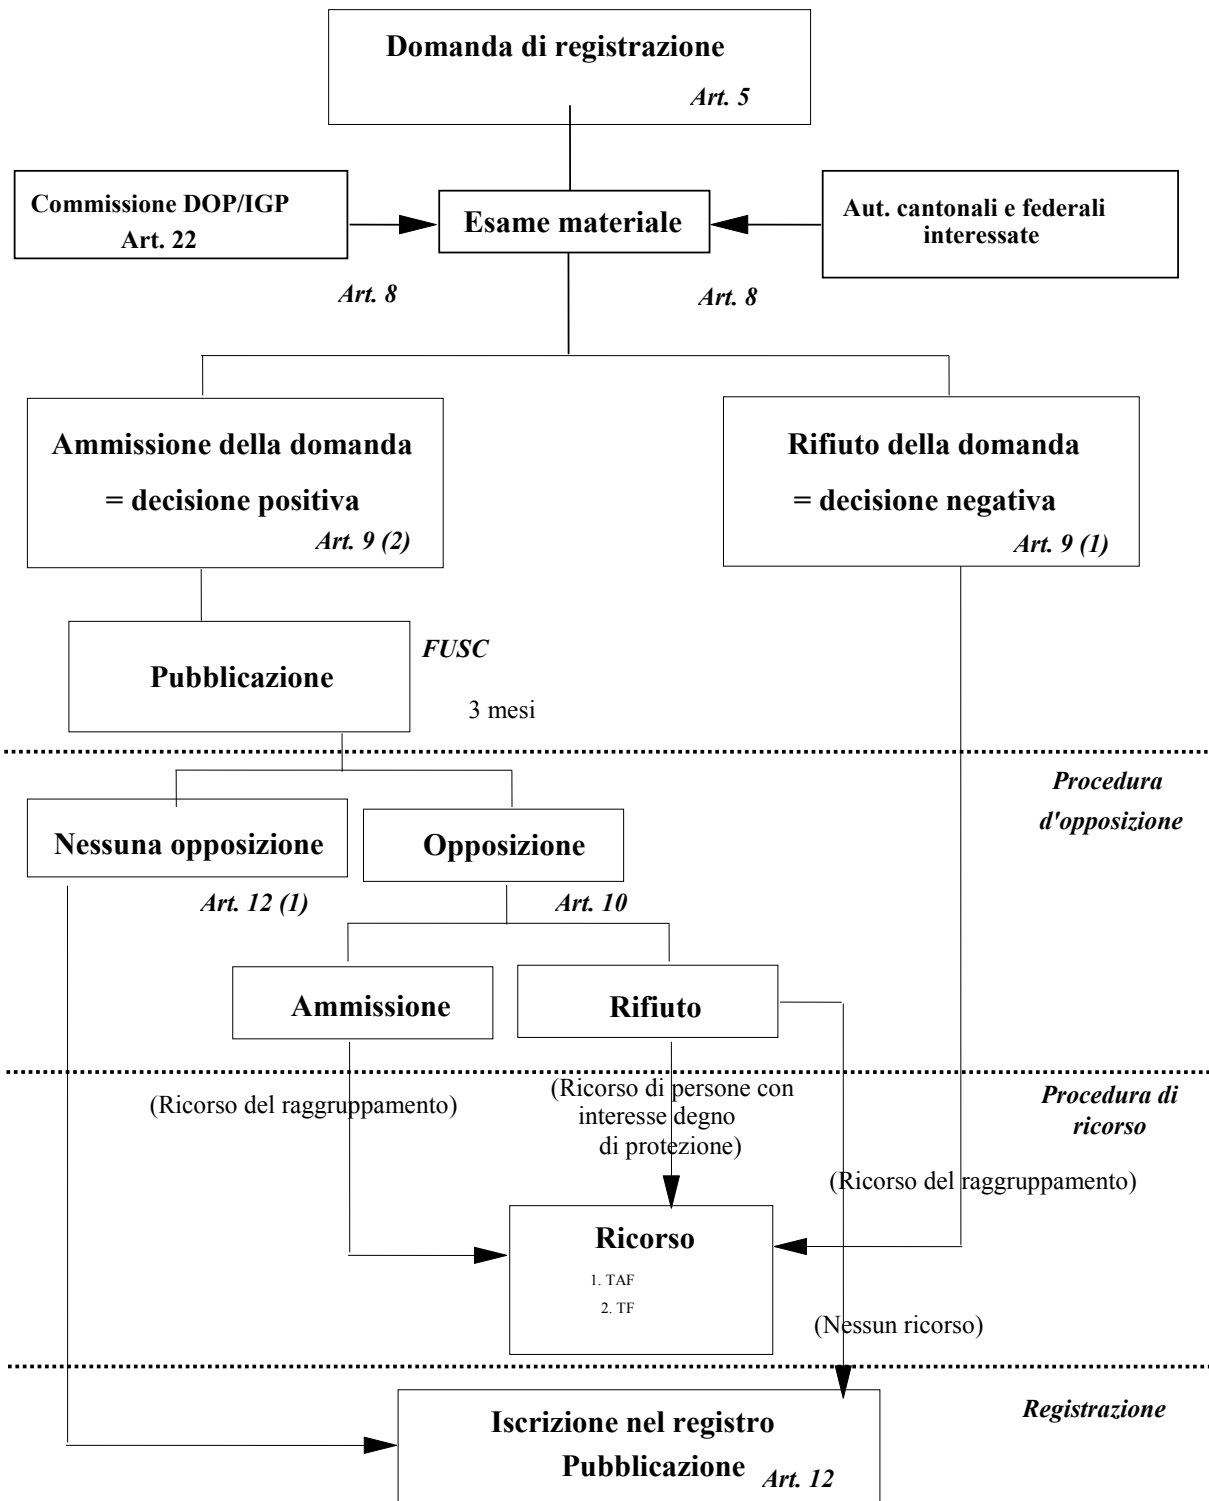 Domanda di registrazione
Art. 5
Commissione DOP/IGP
Art. 22
Esame materiale
Aut. cantonali e federali
interessate
Art. 8
Art. 8
Ammissione della domanda
= decisione positiva
Art. 9 (2)
Rifiuto della domanda
= decisione negativa
Art. 9 (1)
Pubblicazione
FUSC
3 mesi
Procedura
d'opposizione
Nessuna opposizione
Opposizione
Art. 12 (1)
Art. 10
Ammissione
Rifiuto
(Ricorso del raggruppamento)
(Ricorso di persone con
interesse degno
di protezione)
Procedura di
ricorso
(Ricorso del raggruppamento)
Ricorso
1. TAF
2. TF
(Nessun ricorso)
Registrazione
Iscrizione nel registro
Pubblicazione
Art. 12